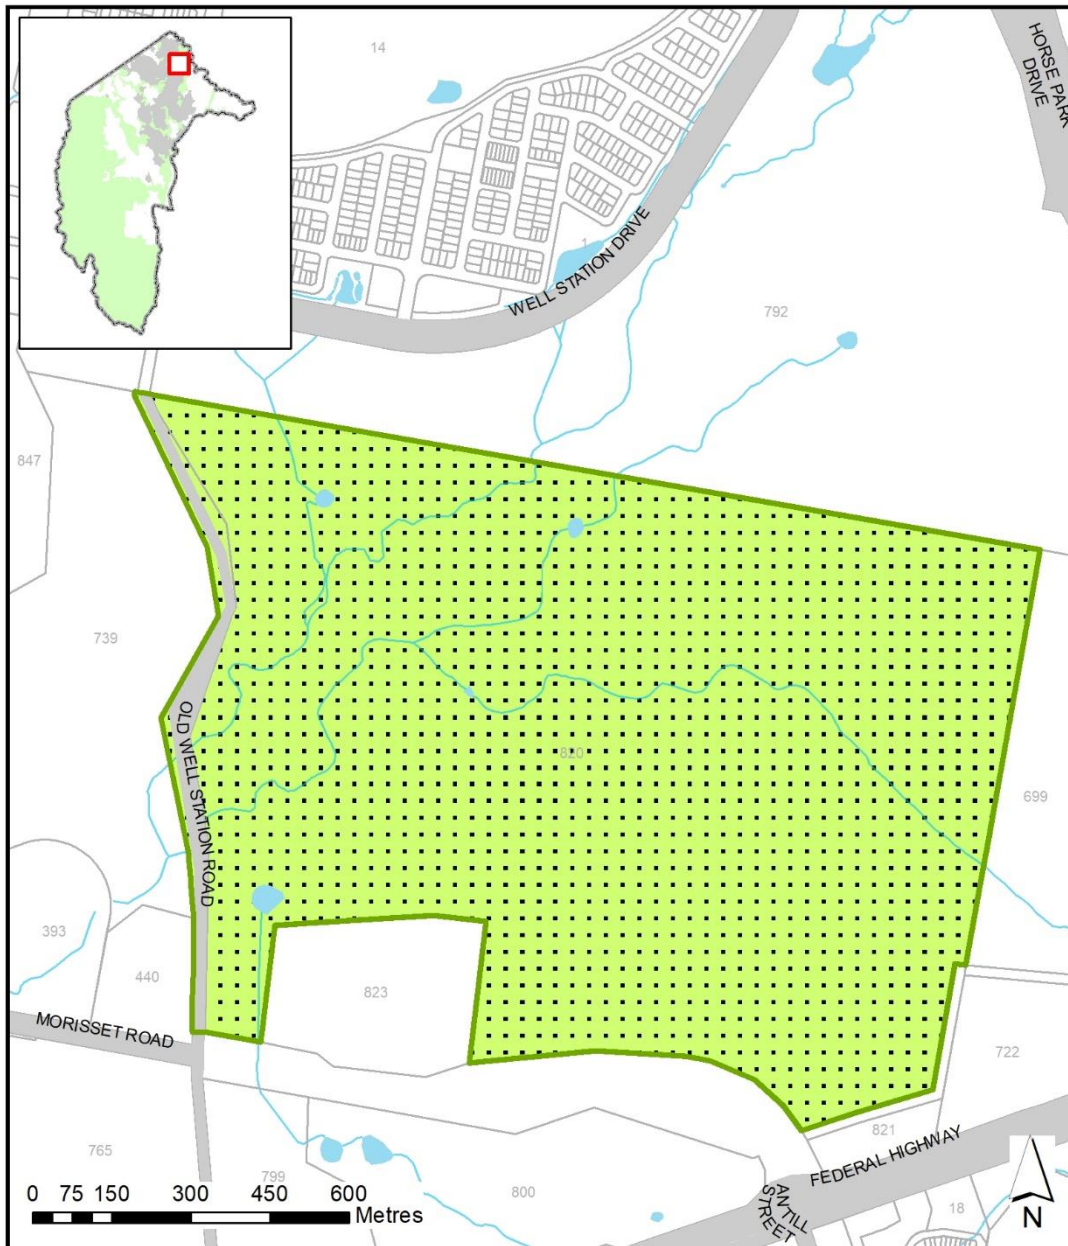 14
HORSE PARK
DRIVE
1
WELL STATION DRIVE
792
847
739
OLD WELL STATION ROAD
820
699
393
440
823
MORISSET ROAD
722
821
765
799
800
FEDERAL HIGHWAY
ANTILL
STREET
18
0 75 150 300 450 600
Metres
N